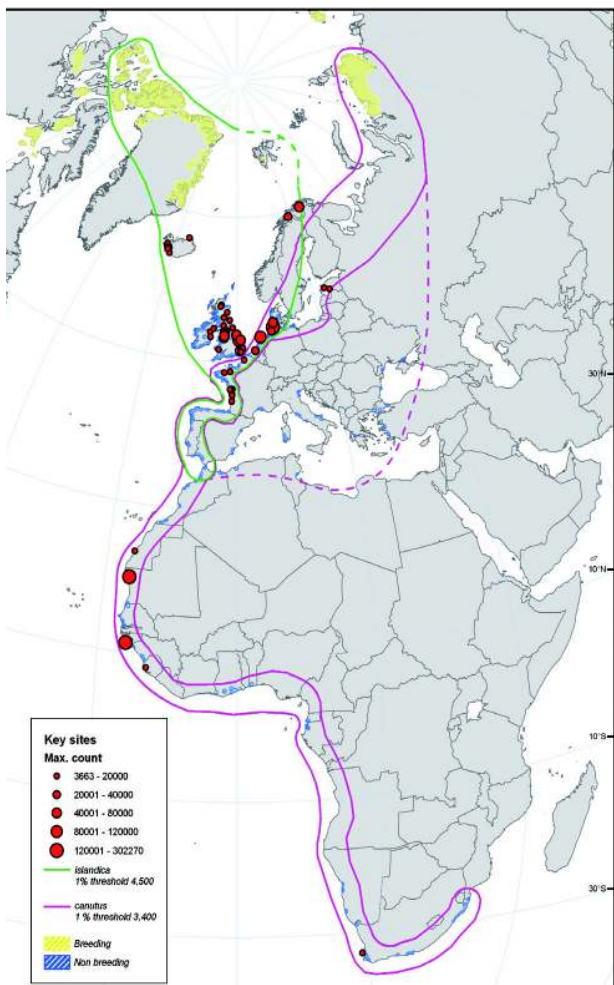 30°N
10°N
10°S
30°S
Key sites
Max. count
3663 - 20000
20001 - 40000
40001 - 80000
80001 - 120000
120001 - 302270
islandica
1% threshold 4,500
canutus
1 % threshold 3,400
Breeding
Non breeding